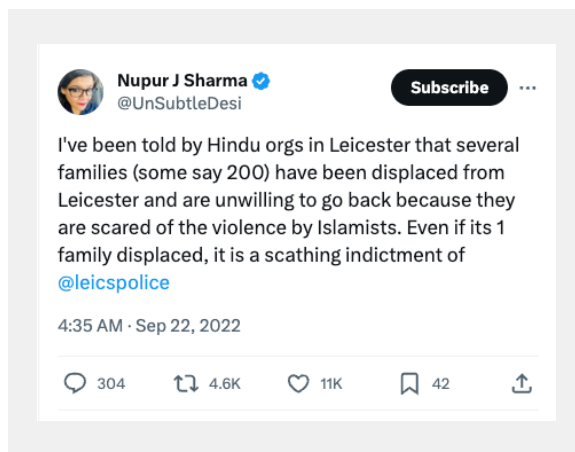 Nupur J Sharma
Subscribe
@UnSubtleDesi
I've been told by Hindu orgs in Leicester that several
families (some say 200) have been displaced from
Leicester and are unwilling to go back because they
are scared of the violence by Islamists. Even if its 1
family displaced, it is a scathing indictment of
@leicspolice
4:35 AM · Sep 22, 2022
304 4.6K 11K 42